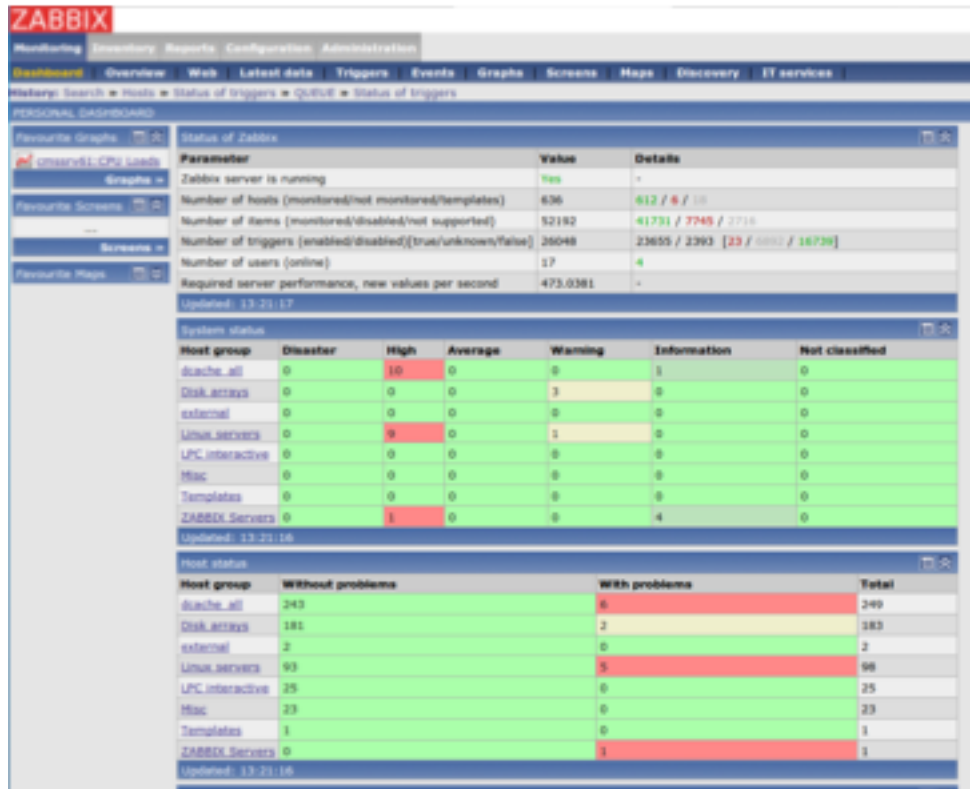 ZABBIX
Monitoring Inventory Reports Configuration Administration
Dashboard Overview Web Latest data Triggers Events Graphs Screens Maps Discovery IT services
History: Search » Hosts » Status of triggers » QUEUE » Status of triggers
PERSONAL DASHBOARD
Favourite Graphs
cmssrv61:CPU Loads
Graphs »
Favourite Screens
...
Screens »
Favourite Maps
Status of Zabbix
Parameter Value Details
Zabbix server is running Yes -
Number of hosts (monitored/not monitored/templates) 636 612 / 6 / 18
Number of items (monitored/disabled/not supported) 52192 41731 / 7745 / 2716
Number of triggers (enabled/disabled)[true/unknown/false] 26048 23655 / 2393 [23 / / 16739]
Number of users (online) 17 4
Required server performance, new values per second 473.0381 -
Updated: 13:21:17
System status
Host group Disaster High Average Warning Information Not classified
dcache_all 0 10 0 0 1 0
Disk arrays 0 0 0 3 0 0
external 0 0 0 0 0 0
Linux servers 0 9 0 1 0 0
LPC interactive 0 0 0 0 0 0
Misc 0 0 0 0 0 0
Templates 0 0 0 0 0 0
ZABBIX Servers 0 1 0 0 4 0
Updated: 13:21:16
Host status
Host group Without problems With problems Total
dcache_all 243 6 249
Disk arrays 181 2 183
external 2 0 2
Linux servers 93 5 98
LPC interactive 25 0 25
Misc 23 0 23
Templates 1 0 1
ZABBIX Servers 0 1 1
Updated: 13:21:16